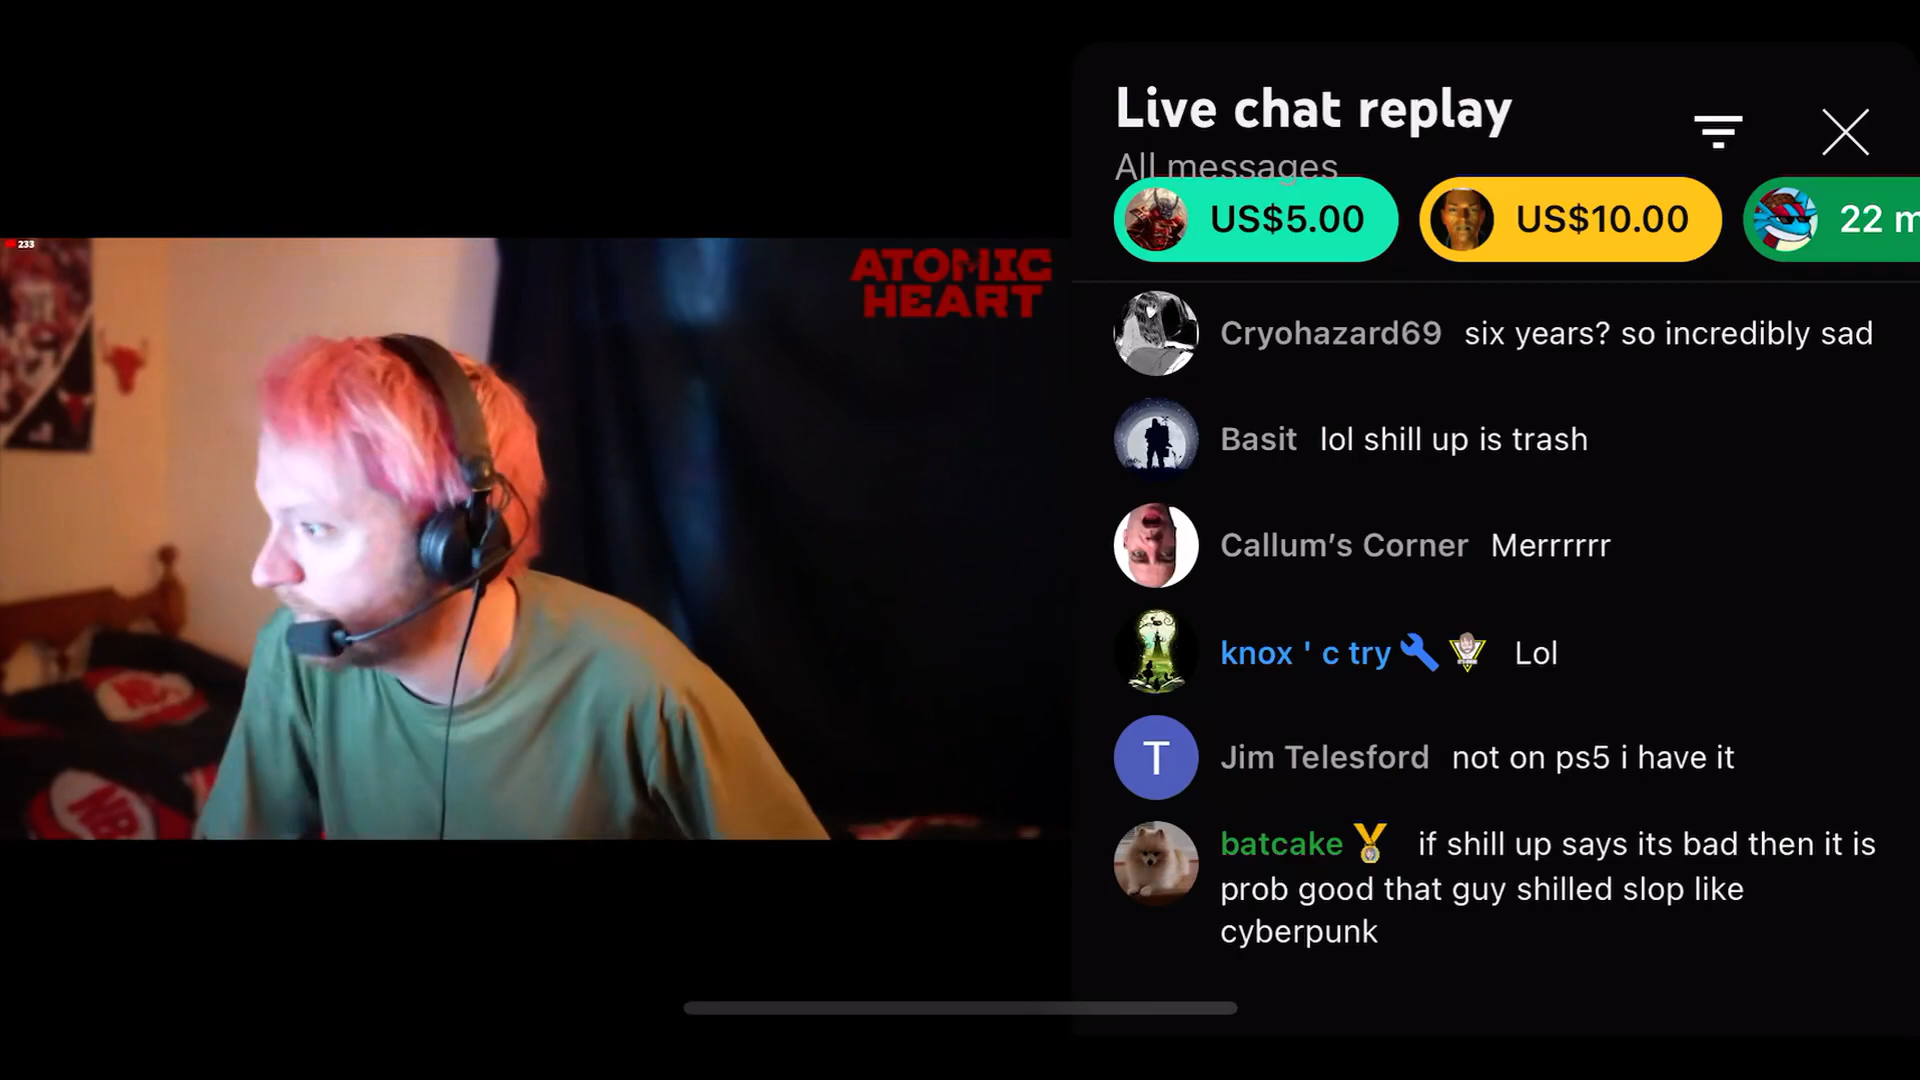 233
ATOMIC
HEART
Live chat replay
All messages
US$5.00
US$10.00
22 m
Cryohazard69 six years? so incredibly sad
Basit lol shill up is trash
Callum’s Corner Merrrrrr
knox ' c try Lol
T
Jim Telesford not on ps5 i have it
batcake if shill up says its bad then it is
prob good that guy shilled slop like
cyberpunk